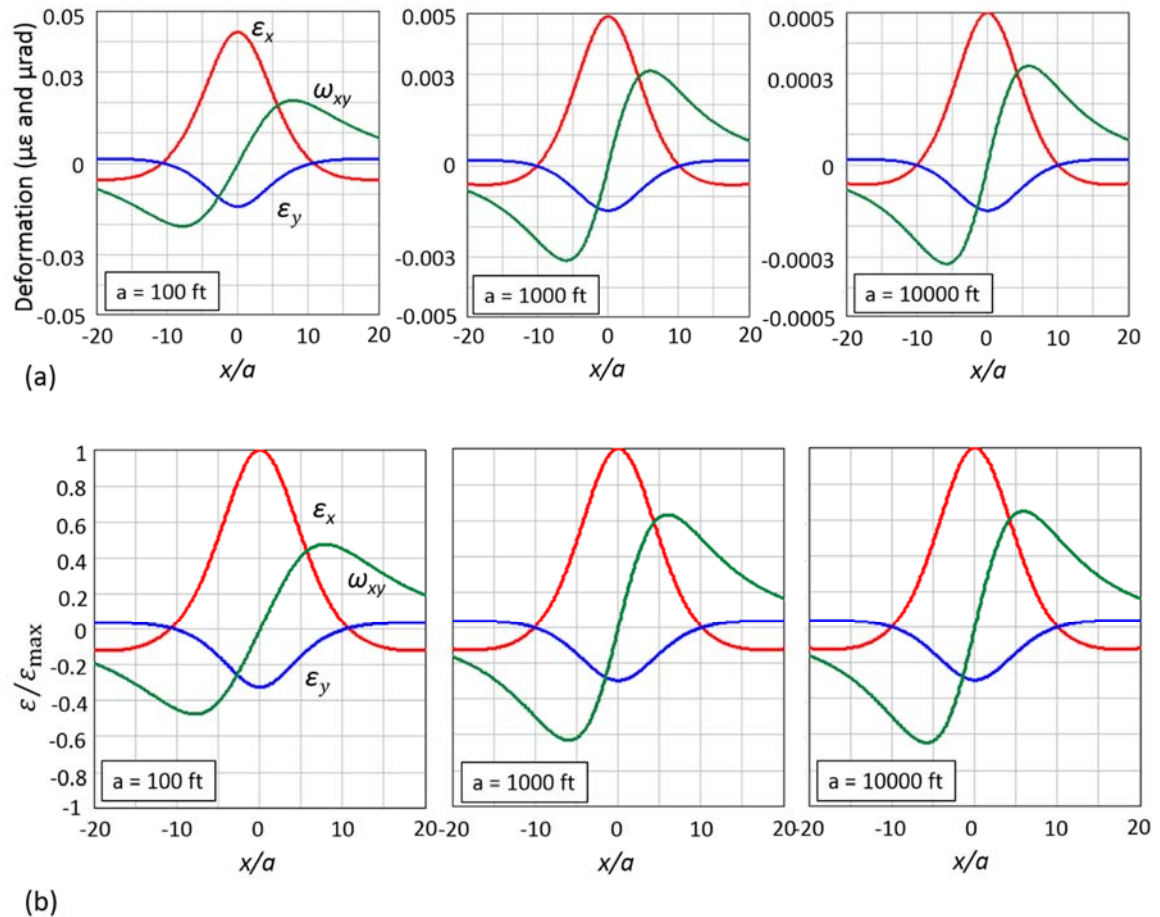 Deformation (με and μrad)
0.05
0.03
0
-0.03
-0.05
εx
ωxy
εy
a = 100 ft
-20 -10 0 10 20
x/a
0.005
0.003
0
-0.003
-0.005
a = 1000 ft
-20 -10 0 10 20
x/a
0.0005
0.0003
0
-0.0003
-0.0005
a = 10000 ft
-20 -10 0 10 20
x/a
(a)
ε/εmax
1
0.8
0.6
0.4
0.2
0
-0.2
-0.4
-0.6
-0.8
-1
εx
ωxy
εy
a = 100 ft
-20 -10 0 10 20
x/a
a = 1000 ft
-20 -10 0 10 20
x/a
a = 10000 ft
-20 -10 0 10 20
x/a
(b)